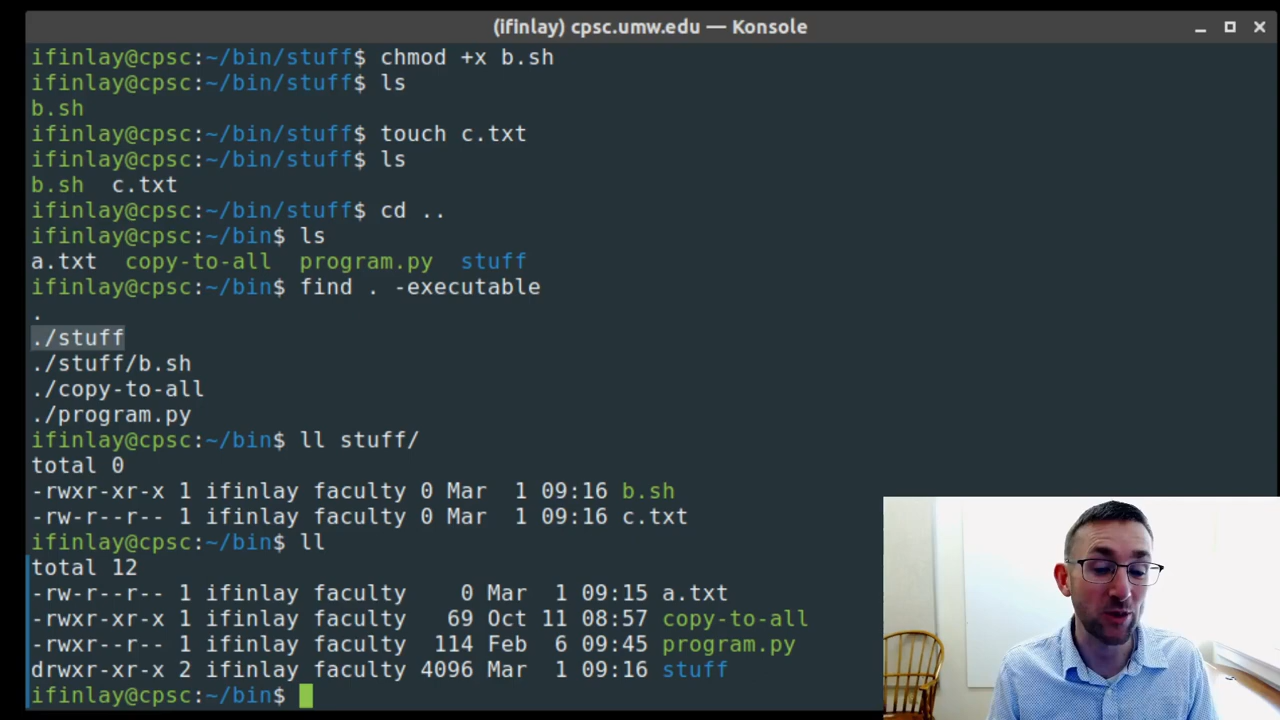 (ifinlay) cpsc.umw.edu — Konsole
ifinlay@cpsc:~/bin/stuff$ chmod +x b.sh
ifinlay@cpsc:~/bin/stuff$ ls
b.sh
ifinlay@cpsc:~/bin/stuff$ touch c.txt
ifinlay@cpsc:~/bin/stuff$ ls
b.sh  c.txt
ifinlay@cpsc:~/bin/stuff$ cd ..
ifinlay@cpsc:~/bin$ ls
a.txt  copy-to-all  program.py  stuff
ifinlay@cpsc:~/bin$ find . -executable
.
./stuff
./stuff/b.sh
./copy-to-all
./program.py
ifinlay@cpsc:~/bin$ ll stuff/
total 0
-rwxr-xr-x 1 ifinlay faculty 0 Mar  1 09:16 b.sh
-rw-r--r-- 1 ifinlay faculty 0 Mar  1 09:16 c.txt
ifinlay@cpsc:~/bin$ ll
total 12
-rw-r--r-- 1 ifinlay faculty    0 Mar  1 09:15 a.txt
-rwxr-xr-x 1 ifinlay faculty   69 Oct 11 08:57 copy-to-all
-rwxr--r-- 1 ifinlay faculty  114 Feb  6 09:45 program.py
drwxr-xr-x 2 ifinlay faculty 4096 Mar  1 09:16 stuff
ifinlay@cpsc:~/bin$